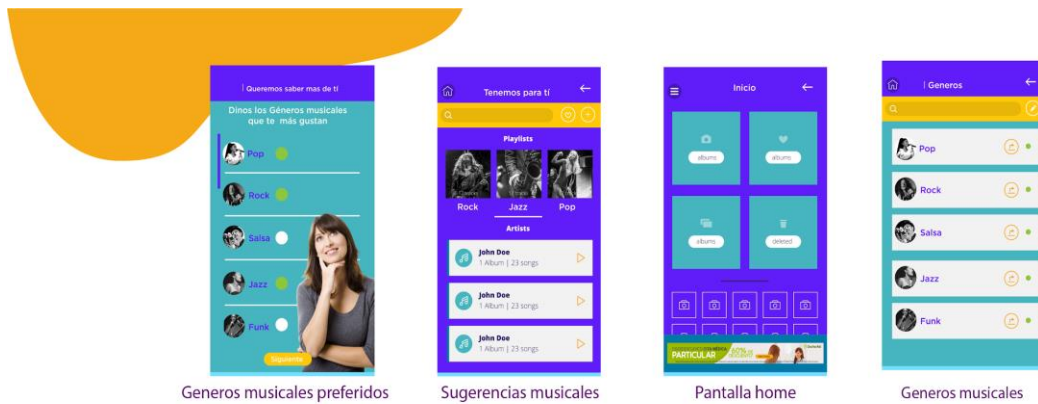 | Queremos saber mas de tí
Dinos los Géneros musicales
que te más gustan
Pop
Rock
Salsa
Jazz
Funk
Siguiente
Generos musicales preferidos
Tenemos para tí
Playlists
Rock
Jazz
Pop
Artists
John Doe
1 Album | 23 songs
John Doe
1 Album | 23 songs
John Doe
1 Album | 23 songs
Sugerencias musicales
Inicio
albums
albums
albums
deleted
PARTICULAR
60%
Pantalla home
| Generos
Pop
Rock
Salsa
Jazz
Funk
Generos musicales